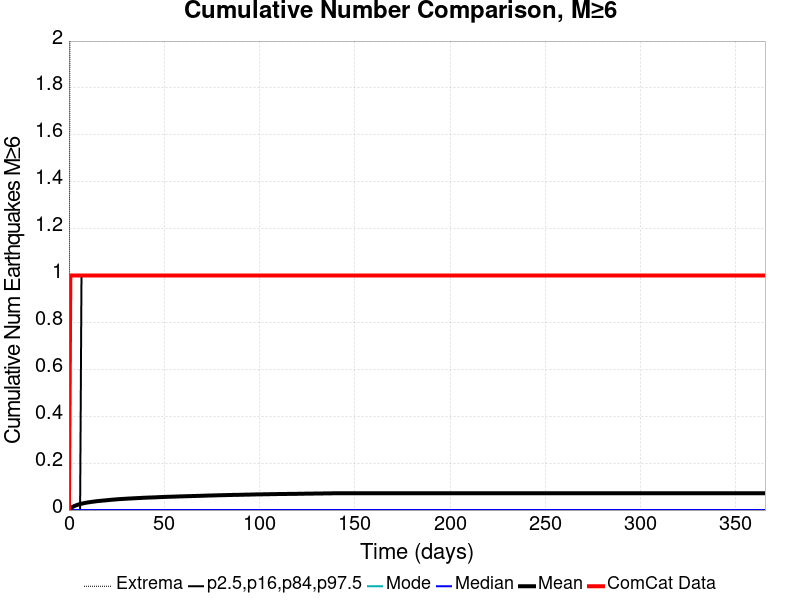 Cumulative Number Comparison, M≥6
Cumulative Num Earthquakes M≥6
2
1.8
1.6
1.4
1.2
1
0.8
0.6
0.4
0.2
0
0 50 100 150 200 250 300 350
Time (days)
Extrema p2.5,p16,p84,p97.5 Mode Median Mean ComCat Data